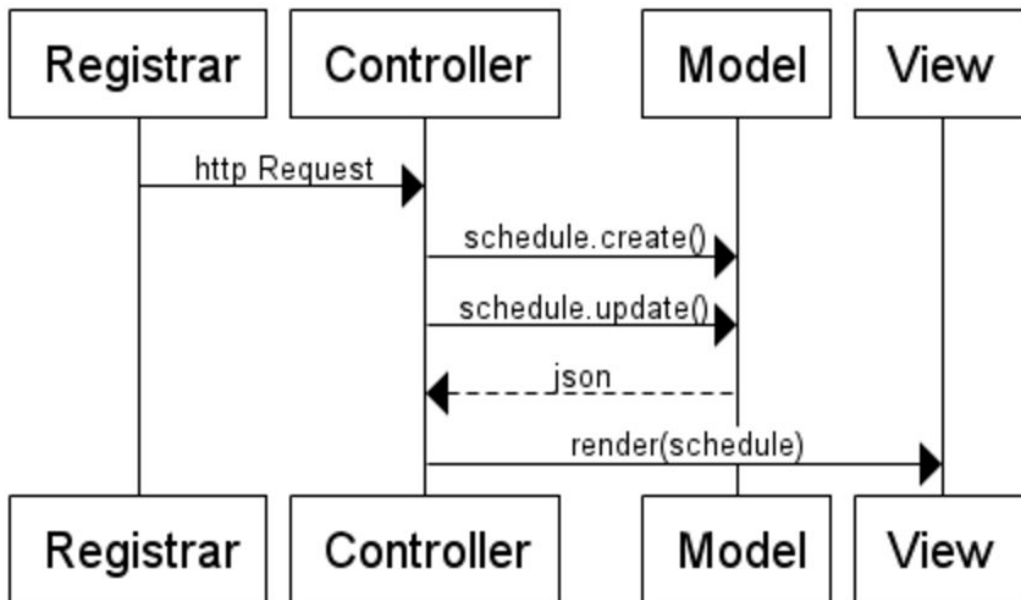 Registrar Controller Model View
http Request
schedule.create()
schedule.update()
json
render(schedule)
Registrar Controller Model View